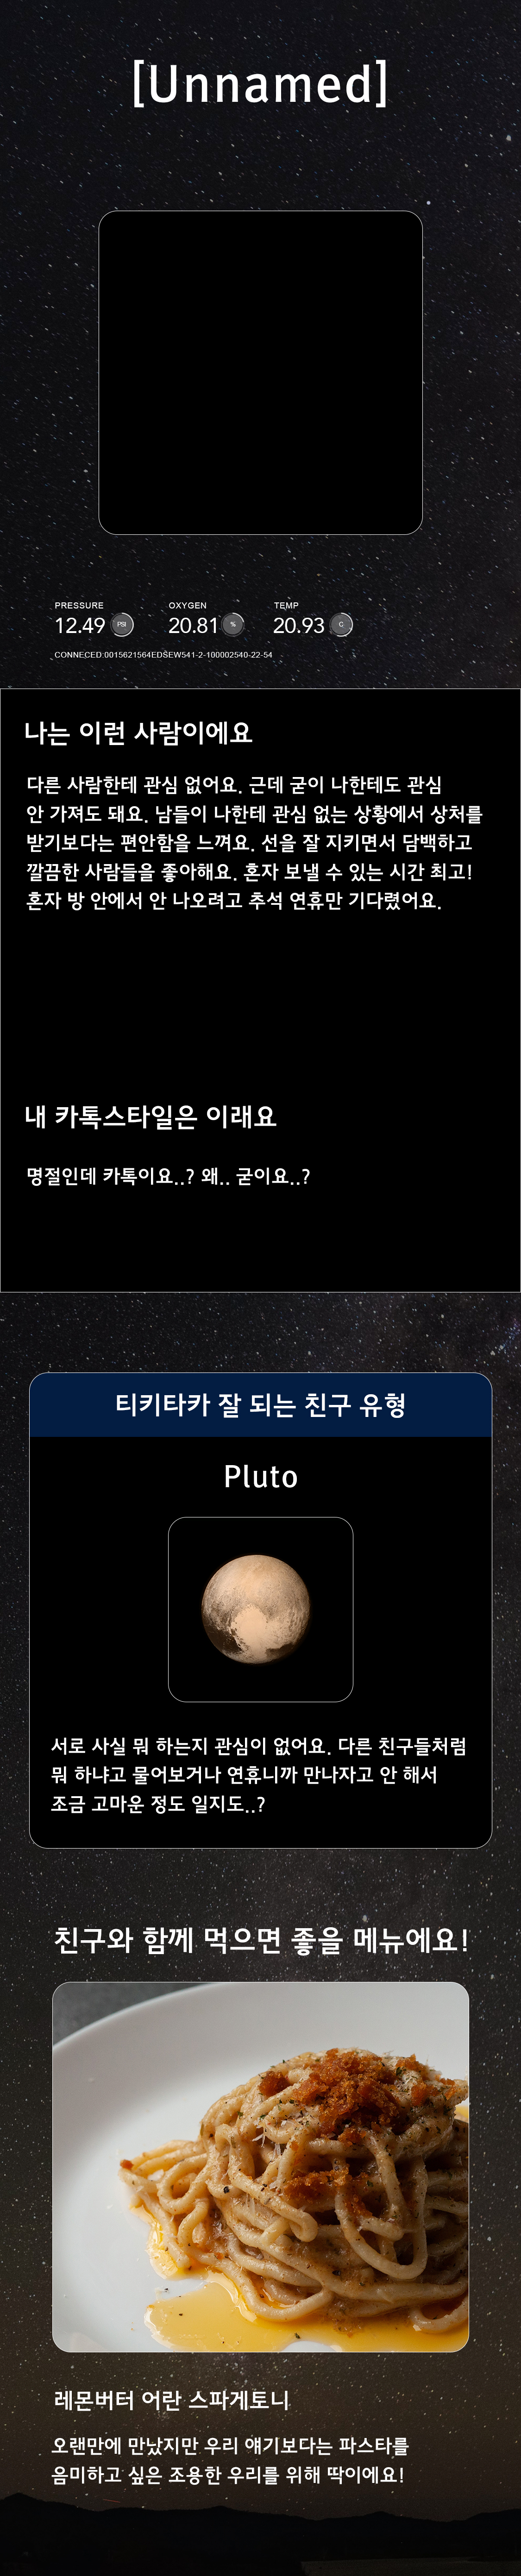 [Unnamed]
PRESSURE OXYGEN TEMP
12.49 PSI 20.81 % 20.93 C
CONNECED:0015621564EDSEW541-2-100002540-22-54
나는 이런 사람이에요
다른 사람한테 관심 없어요. 근데 굳이 나한테도 관심
안 가져도 돼요. 남들이 나한테 관심 없는 상황에서 상처를
받기보다는 편안함을 느껴요. 선을 잘 지키면서 담백하고
깔끔한 사람들을 좋아해요. 혼자 보낼 수 있는 시간 최고!
혼자 방 안에서 안 나오려고 추석 연휴만 기다렸어요.
내 카톡스타일은 이래요
명절인데 카톡이요..? 왜.. 굳이요..?
티키타카 잘 되는 친구 유형
Pluto
서로 사실 뭐 하는지 관심이 없어요. 다른 친구들처럼
뭐 하냐고 물어보거나 연휴니까 만나자고 안 해서
조금 고마운 정도 일지도..?
친구와 함께 먹으면 좋을 메뉴에요!
레몬버터 어란 스파게토니
오랜만에 만났지만 우리 얘기보다는 파스타를
음미하고 싶은 조용한 우리를 위해 딱이에요!